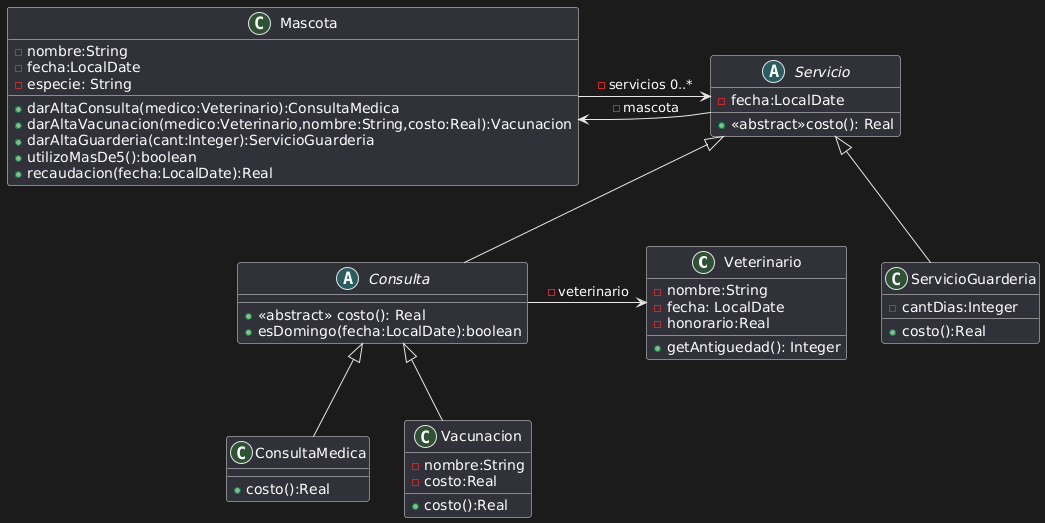 C Mascota
nombre:String
fecha:LocalDate
especie: String
darAltaConsulta(medico:Veterinario):ConsultaMedica
darAltaVacunacion(medico:Veterinario,nombre:String,costo:Real):Vacunacion
darAltaGuarderia(cant:Integer):ServicioGuarderia
utilizoMasDe5():boolean
recaudacion(fecha:LocalDate):Real
servicios 0..*
mascota
A Servicio
fecha:LocalDate
«abstract»costo(): Real
A Consulta
«abstract» costo(): Real
esDomingo(fecha:LocalDate):boolean
veterinario
C Veterinario
nombre:String
fecha: LocalDate
honorario:Real
getAntiguedad(): Integer
C ServicioGuarderia
cantDias:Integer
costo():Real
C ConsultaMedica
costo():Real
C Vacunacion
nombre:String
costo:Real
costo():Real